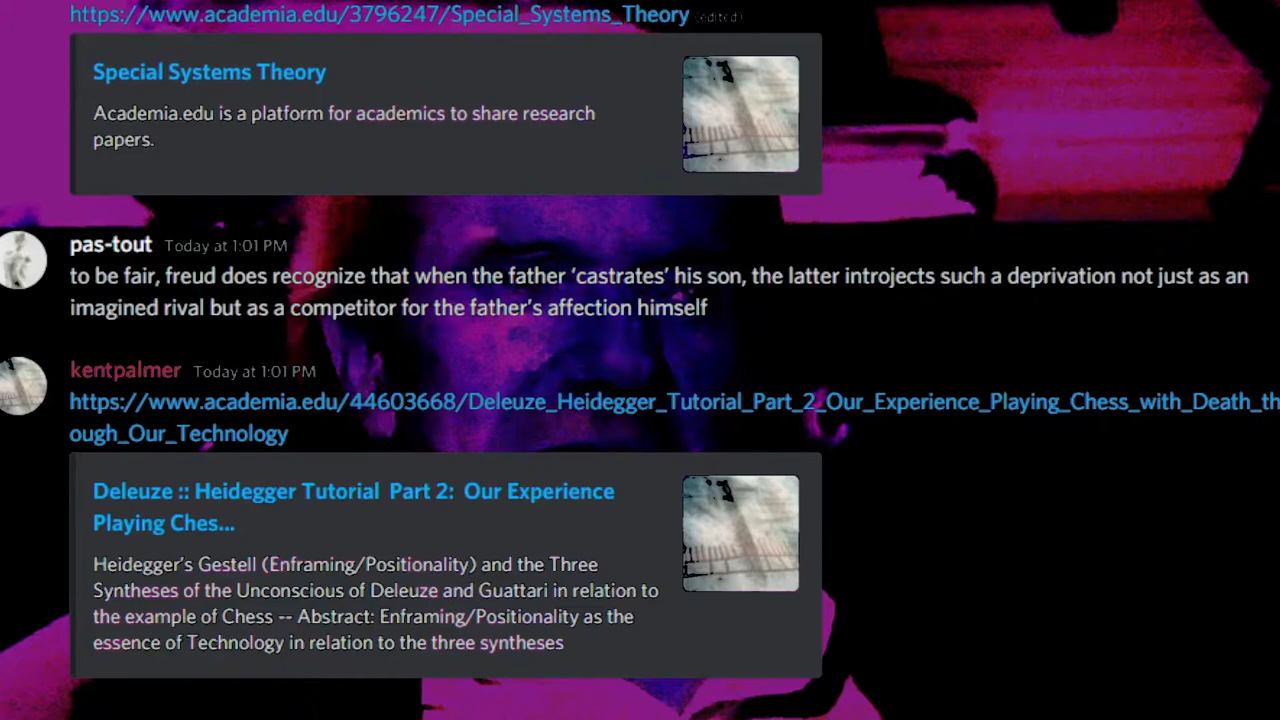 https://www.academia.edu/3796247/Special_Systems_Theory (edited)
Special Systems Theory
Academia.edu is a platform for academics to share research
papers.
pas-tout Today at 1:01 PM
to be fair, freud does recognize that when the father ‘castrates’ his son, the latter introjects such a deprivation not just as an
imagined rival but as a competitor for the father’s affection himself
kentpalmer Today at 1:01 PM
https://www.academia.edu/44603668/Deleuze_Heidegger_Tutorial_Part_2_Our_Experience_Playing_Chess_with_Death_th
ough_Our_Technology
Deleuze :: Heidegger Tutorial Part 2: Our Experience
Playing Ches...
Heidegger’s Gestell (Enframing/Positionality) and the Three
Syntheses of the Unconscious of Deleuze and Guattari in relation to
the example of Chess -- Abstract: Enframing/Positionality as the
essence of Technology in relation to the three syntheses